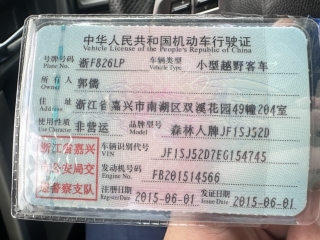 中华人民共和国机动车行驶证
Vehicle License of the People's Republic of China
号牌号码 Plate No. 浙F826LP 车辆类型 Vehicle Type 小型越野客车
所有人 Owner 郭儒
住址 Address 浙江省嘉兴市南湖区双溪花园49幢204室
使用性质 Use Character 非营运 品牌型号 Model 森林人牌JF1SJ52D
浙江省嘉兴
市公安局交
通警察支队
车辆识别代号 VIN JF1SJ52D7EG154745
发动机号码 Engine No. FB201514566
注册日期 Register Date 2015-06-01 发证日期 Issue Date 2015-06-01